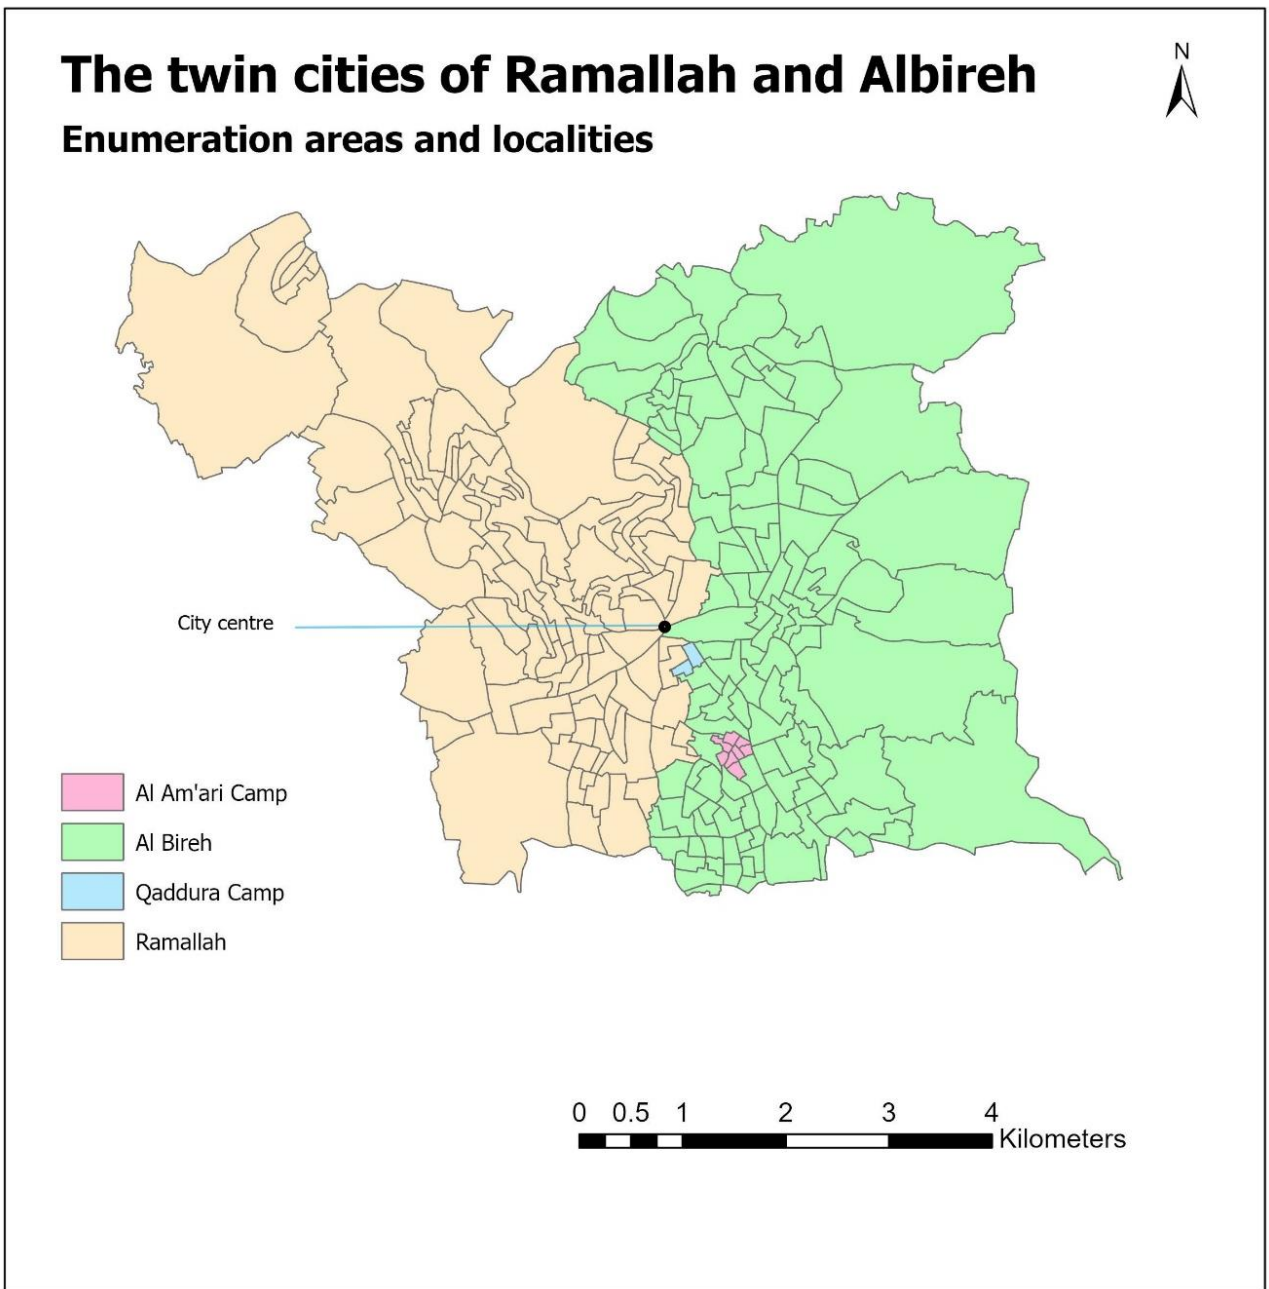 The twin cities of Ramallah and Albireh
N
Enumeration areas and localities
City centre
Al Am'ari Camp
Al Bireh
Qaddura Camp
Ramallah
0 0.5 1 2 3 4
Kilometers